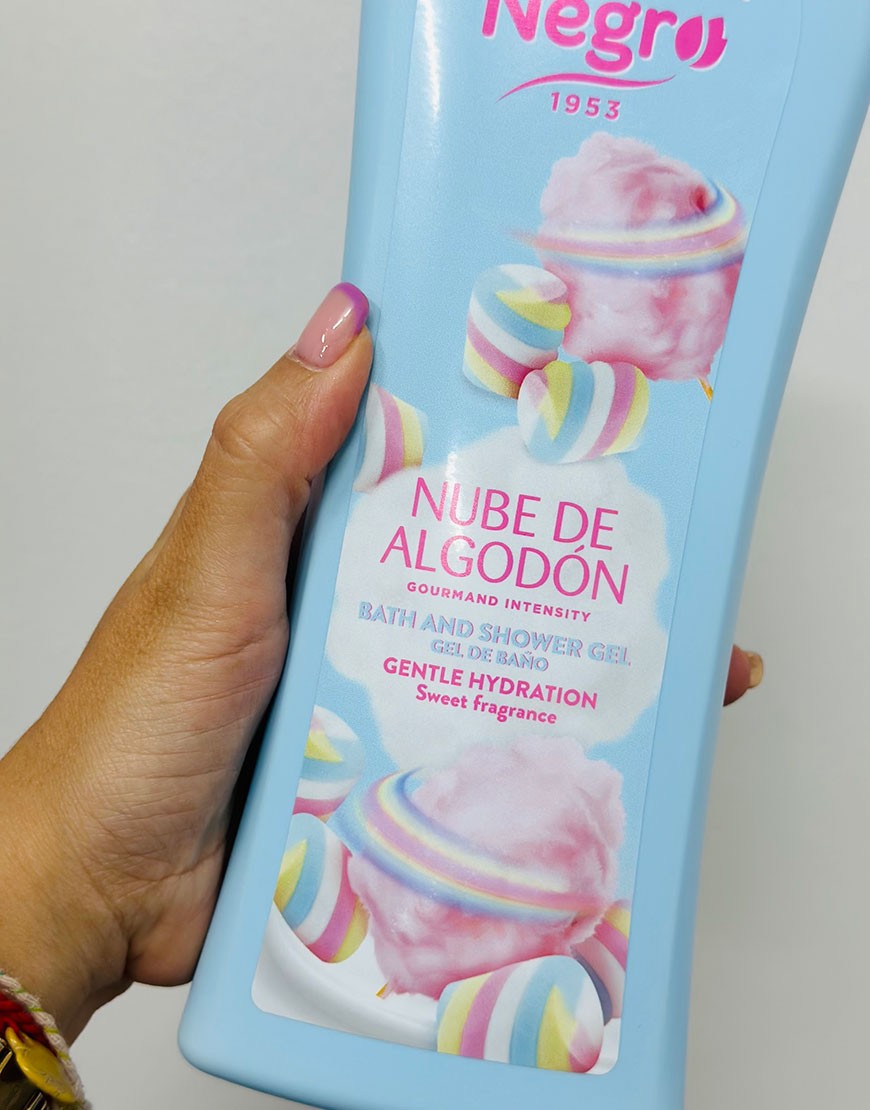 Negro
1953
NUBE DE
ALGODÓN
GOURMAND INTENSITY
BATH AND SHOWER GEL
GEL DE BAÑO
GENTLE HYDRATION
Sweet fragrance